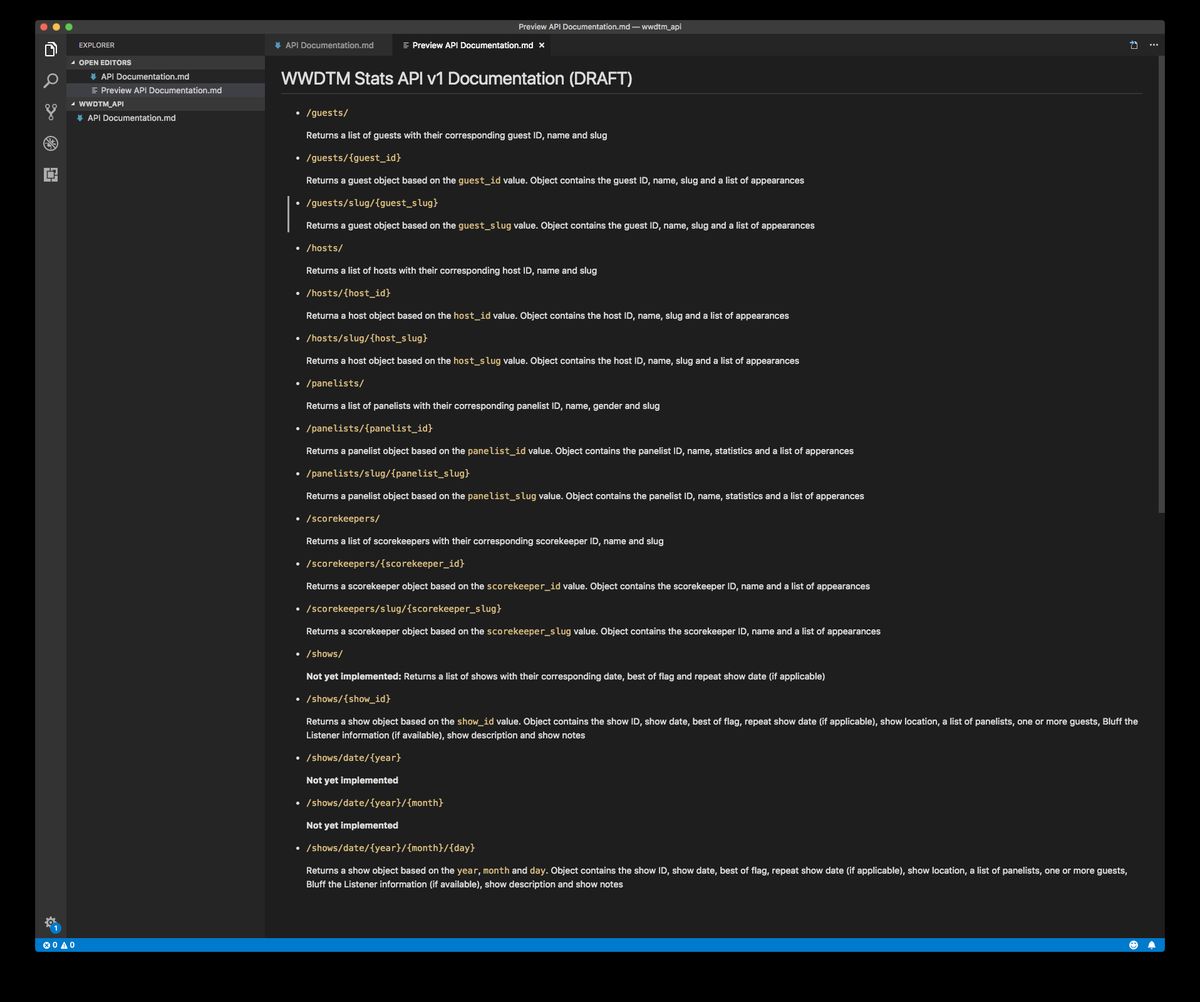 Preview API Documentation.md — wwdtm_api
EXPLORER
OPEN EDITORS
API Documentation.md
Preview API Documentation.md
WWDTM_API
API Documentation.md
API Documentation.md
Preview API Documentation.md
WWDTM Stats API v1 Documentation (DRAFT)
/guests/
Returns a list of guests with their corresponding guest ID, name and slug
/guests/{guest_id}
Returns a guest object based on the guest_id value. Object contains the guest ID, name, slug and a list of appearances
/guests/slug/{guest_slug}
Returns a guest object based on the guest_slug value. Object contains the guest ID, name, slug and a list of appearances
/hosts/
Returns a list of hosts with their corresponding host ID, name and slug
/hosts/{host_id}
Returna a host object based on the host_id value. Object contains the host ID, name, slug and a list of appearances
/hosts/slug/{host_slug}
Returns a host object based on the host_slug value. Object contains the host ID, name, slug and a list of appearances
/panelists/
Returns a list of panelists with their corresponding panelist ID, name, gender and slug
/panelists/{panelist_id}
Returns a panelist object based on the panelist_id value. Object contains the panelist ID, name, statistics and a list of apperances
/panelists/slug/{panelist_slug}
Returns a panelist object based on the panelist_slug value. Object contains the panelist ID, name, statistics and a list of apperances
/scorekeepers/
Returns a list of scorekeepers with their corresponding scorekeeper ID, name and slug
/scorekeepers/{scorekeeper_id}
Returns a scorekeeper object based on the scorekeeper_id value. Object contains the scorekeeper ID, name and a list of appearances
/scorekeepers/slug/{scorekeeper_slug}
Returns a scorekeeper object based on the scorekeeper_slug value. Object contains the scorekeeper ID, name and a list of appearances
/shows/
Not yet implemented: Returns a list of shows with their corresponding date, best of flag and repeat show date (if applicable)
/shows/{show_id}
Returns a show object based on the show_id value. Object contains the show ID, show date, best of flag, repeat show date (if applicable), show location, a list of panelists, one or more guests, Bluff the
Listener information (if available), show description and show notes
/shows/date/{year}
Not yet implemented
/shows/date/{year}/{month}
Not yet implemented
/shows/date/{year}/{month}/{day}
Returns a show object based on the year, month and day. Object contains the show ID, show date, best of flag, repeat show date (if applicable), show location, a list of panelists, one or more guests,
Bluff the Listener information (if available), show description and show notes
1
0 0